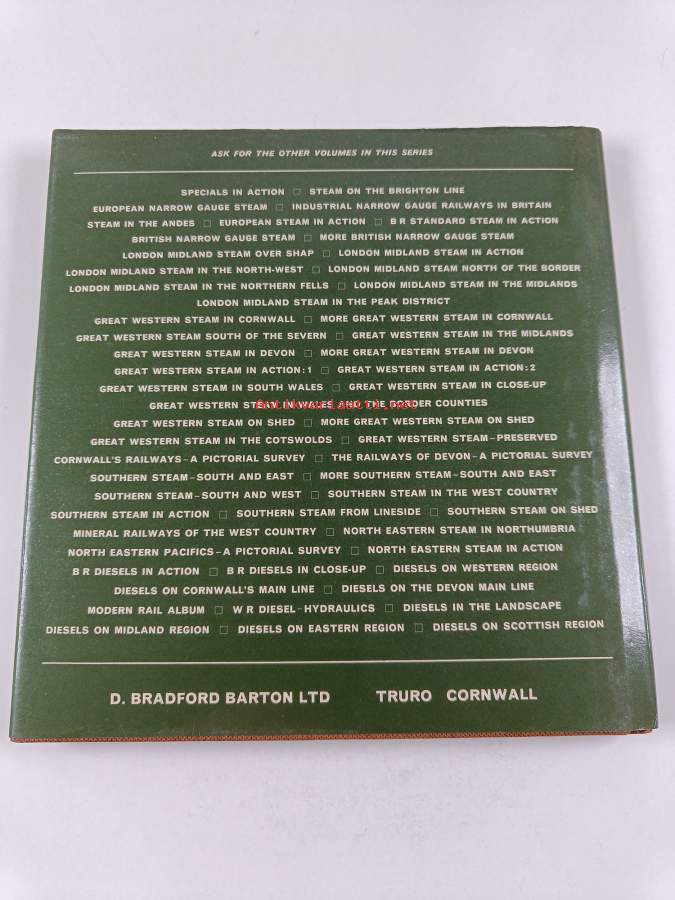 ASK FOR THE OTHER VOLUMES IN THIS SERIES
SPECIALS IN ACTION □ STEAM ON THE BRIGHTON LINE
EUROPEAN NARROW GAUGE STEAM □ INDUSTRIAL NARROW GAUGE RAILWAYS IN BRITAIN
STEAM IN THE ANDES □ EUROPEAN STEAM IN ACTION □ B R STANDARD STEAM IN ACTION
BRITISH NARROW GAUGE STEAM □ MORE BRITISH NARROW GAUGE STEAM
LONDON MIDLAND STEAM OVER SHAP □ LONDON MIDLAND STEAM IN ACTION
LONDON MIDLAND STEAM IN THE NORTH-WEST □ LONDON MIDLAND STEAM NORTH OF THE BORDER
LONDON MIDLAND STEAM IN THE NORTHERN FELLS □ LONDON MIDLAND STEAM IN THE MIDLANDS
LONDON MIDLAND STEAM IN THE PEAK DISTRICT
GREAT WESTERN STEAM IN CORNWALL □ MORE GREAT WESTERN STEAM IN CORNWALL
GREAT WESTERN STEAM SOUTH OF THE SEVERN □ GREAT WESTERN STEAM IN THE MIDLANDS
GREAT WESTERN STEAM IN DEVON □ MORE GREAT WESTERN STEAM IN DEVON
GREAT WESTERN STEAM IN ACTION:1 □ GREAT WESTERN STEAM IN ACTION:2
GREAT WESTERN STEAM IN SOUTH WALES □ GREAT WESTERN STEAM IN CLOSE-UP
GREAT WESTERN STEAM IN WALES AND THE BORDER COUNTIES
Antikvariaatti.net
GREAT WESTERN STEAM ON SHED □ MORE GREAT WESTERN STEAM ON SHED
GREAT WESTERN STEAM IN THE COTSWOLDS □ GREAT WESTERN STEAM–PRESERVED
CORNWALL'S RAILWAYS–A PICTORIAL SURVEY □ THE RAILWAYS OF DEVON–A PICTORIAL SURVEY
SOUTHERN STEAM–SOUTH AND EAST □ MORE SOUTHERN STEAM–SOUTH AND EAST
SOUTHERN STEAM–SOUTH AND WEST □ SOUTHERN STEAM IN THE WEST COUNTRY
SOUTHERN STEAM IN ACTION □ SOUTHERN STEAM FROM LINESIDE □ SOUTHERN STEAM ON SHED
MINERAL RAILWAYS OF THE WEST COUNTRY □ NORTH EASTERN STEAM IN NORTHUMBRIA
NORTH EASTERN PACIFICS–A PICTORIAL SURVEY □ NORTH EASTERN STEAM IN ACTION
B R DIESELS IN ACTION □ B R DIESELS IN CLOSE-UP □ DIESELS ON WESTERN REGION
DIESELS ON CORNWALL'S MAIN LINE □ DIESELS ON THE DEVON MAIN LINE
MODERN RAIL ALBUM □ W R DIESEL–HYDRAULICS □ DIESELS IN THE LANDSCAPE
DIESELS ON MIDLAND REGION □ DIESELS ON EASTERN REGION □ DIESELS ON SCOTTISH REGION
D. BRADFORD BARTON LTD TRURO CORNWALL